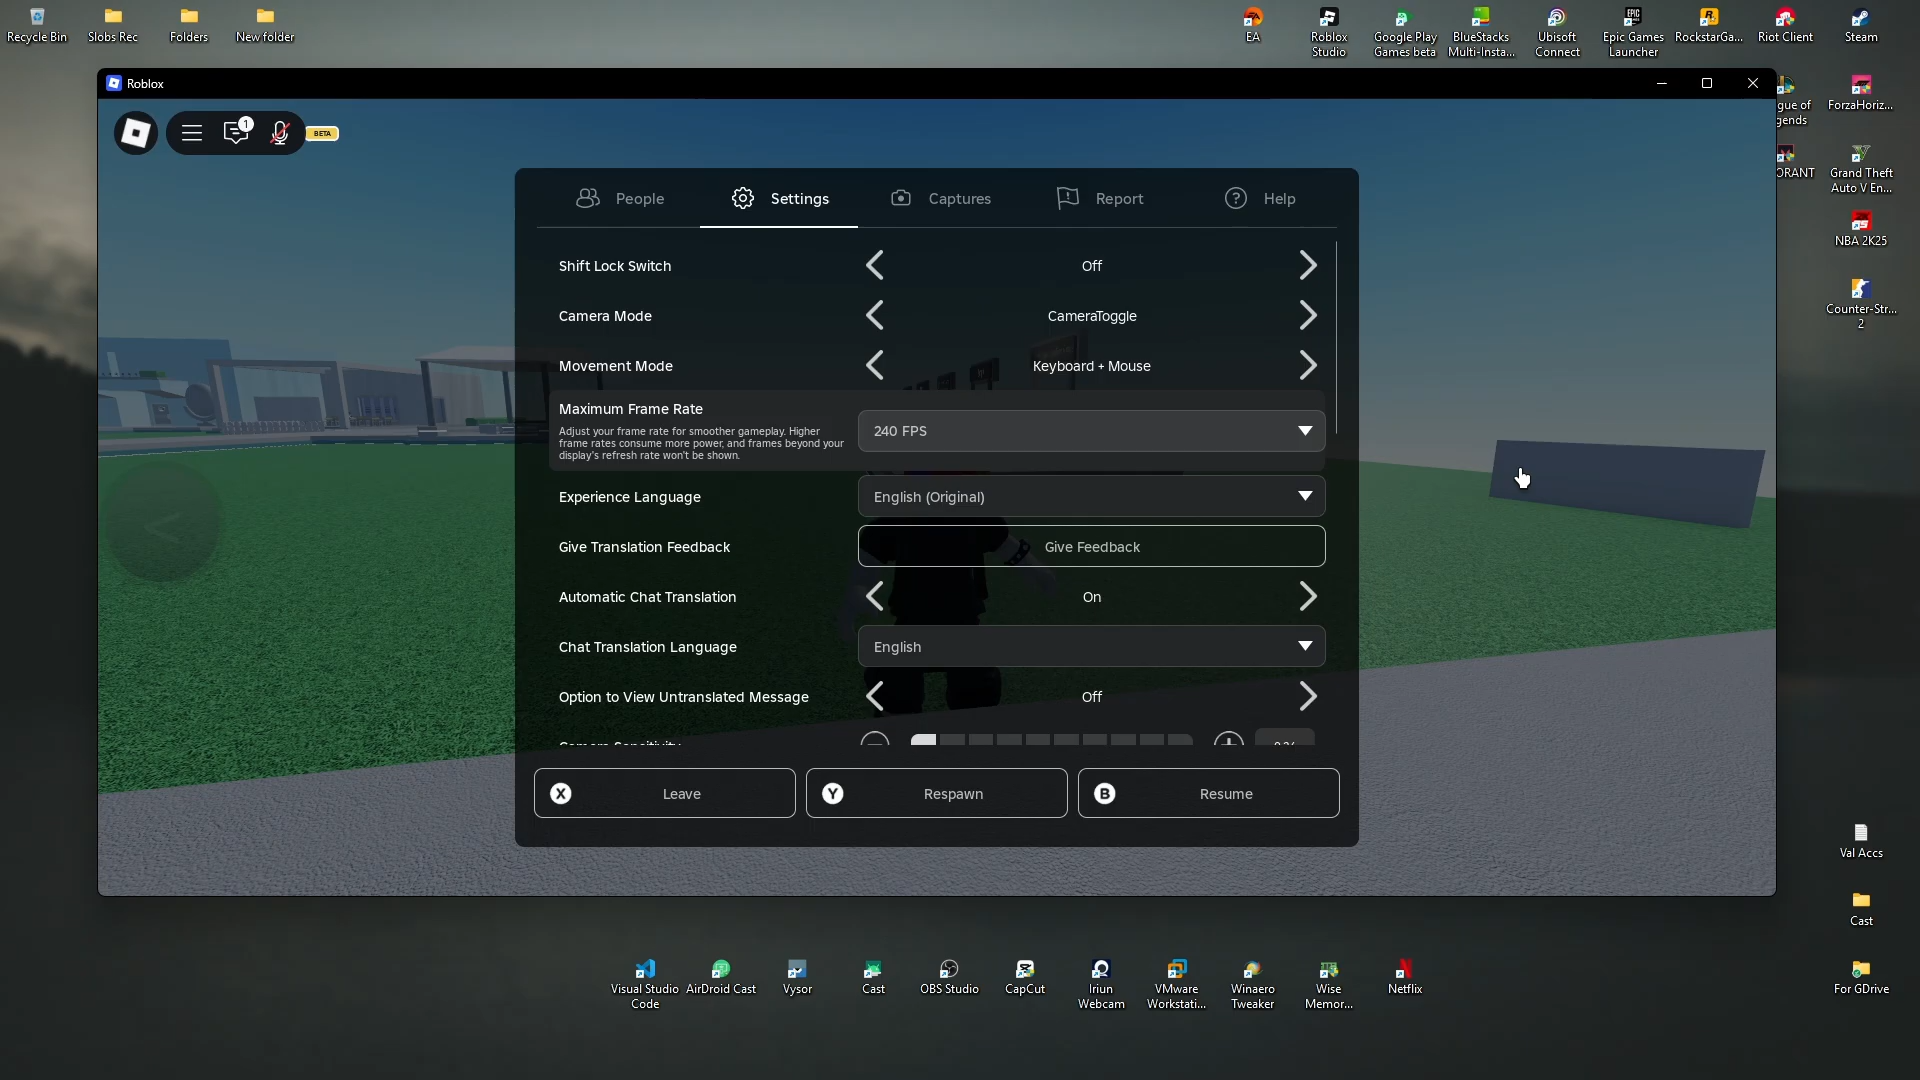 Recycle Bin
Slobs Rec
Folders
New folder
EA
Roblox
Studio
Google Play
Games beta
BlueStacks
Multi-Insta...
Ubisoft
Connect
Epic Games
Launcher
RockstarGa...
Riot Client
Steam
Roblox
gue of
gends
ForzaHoriz...
1
BETA
ORANT
Grand Theft
Auto V En...
People
Settings
Captures
Report
Help
NBA 2K25
Shift Lock Switch
Off
Camera Mode
CameraToggle
Counter-Str...
2
Movement Mode
Keyboard + Mouse
Maximum Frame Rate
Adjust your frame rate for smoother gameplay. Higher
frame rates consume more power, and frames beyond your
display's refresh rate won't be shown.
240 FPS
Experience Language
English (Original)
Give Translation Feedback
Give Feedback
Automatic Chat Translation
On
Chat Translation Language
English
Option to View Untranslated Message
Off
Camera Sensitivity
X
Leave
Y
Respawn
B
Resume
Val Accs
Cast
Visual Studio
Code
AirDroid Cast
Vysor
Cast
OBS Studio
CapCut
Iriun
Webcam
VMware
Workstati...
Winaero
Tweaker
Wise
Memor...
Netflix
For GDrive